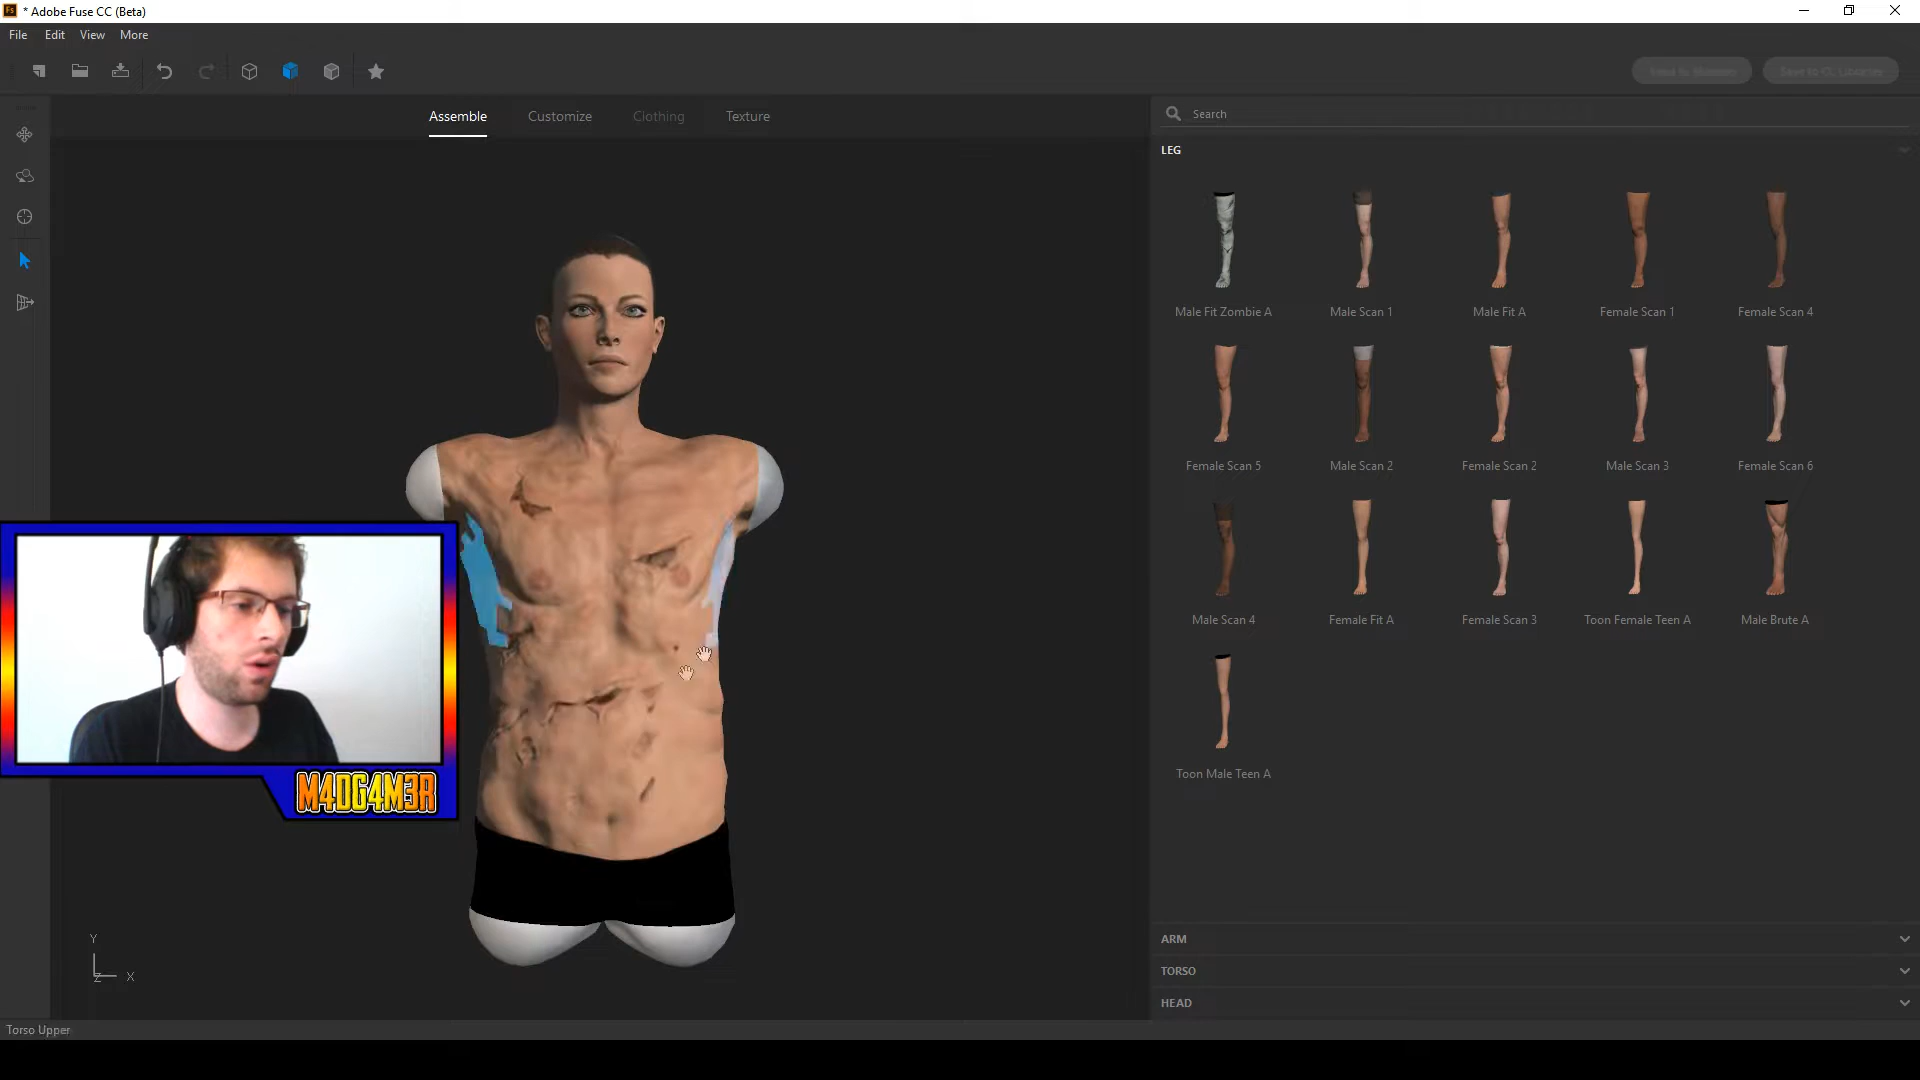 * Adobe Fuse CC (Beta)
File Edit View More
Assemble Customize Clothing Texture
Search
LEG
Male Fit Zombie A Male Scan 1 Male Fit A Female Scan 1 Female Scan 4
Female Scan 5 Male Scan 2 Female Scan 2 Male Scan 3 Female Scan 6
Male Scan 4 Female Fit A Female Scan 3 Toon Female Teen A Male Brute A
Toon Male Teen A
M4DG4M3R
Y
Z X
ARM
TORSO
HEAD
Torso Upper